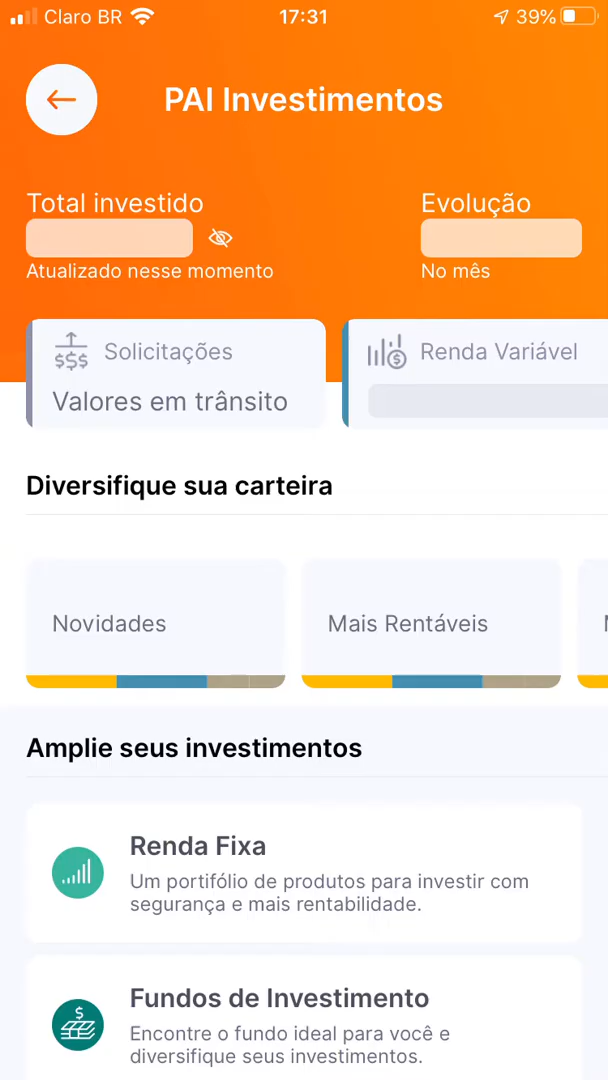 Claro BR
17:31
39%
PAI Investimentos
Total investido
Evolução
Atualizado nesse momento
No mês
Solicitações
Renda Variável
Valores em trânsito
Diversifique sua carteira
Novidades
Mais Rentáveis
Amplie seus investimentos
Renda Fixa
Um portifólio de produtos para investir com
segurança e mais rentabilidade.
Fundos de Investimento
Encontre o fundo ideal para você e
diversifique seus investimentos.